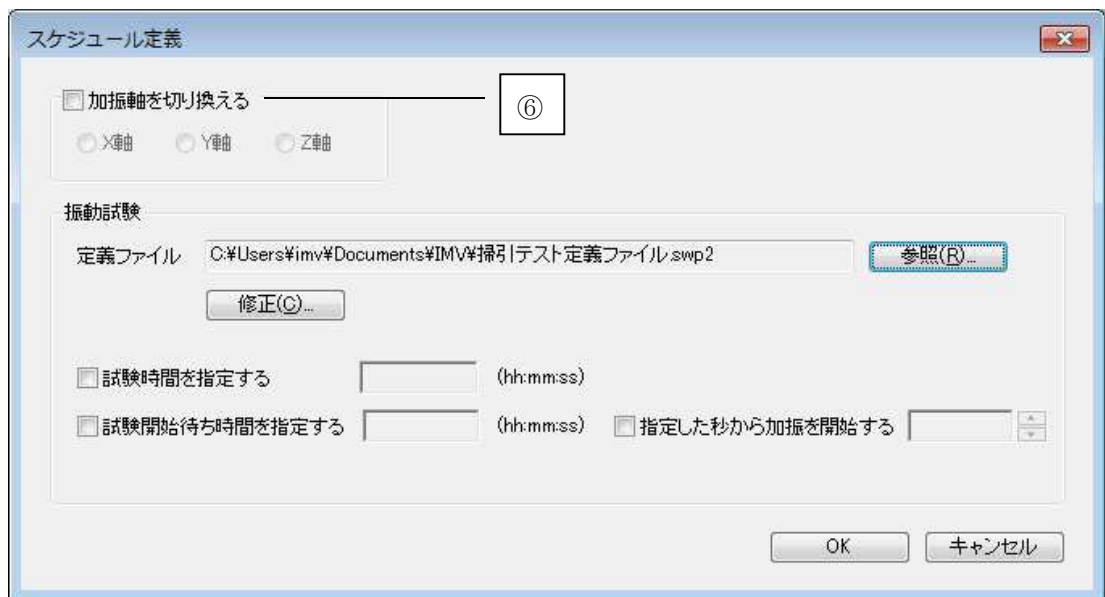 スケジュール定義
加振軸を切り換える
⑥
X軸 Y軸 Z軸
振動試験
定義ファイル C:¥Users¥imv¥Documents¥IMV¥掃引テスト定義ファイル.swp2 参照(R)...
修正(C)...
試験時間を指定する (hh:mm:ss)
試験開始待ち時間を指定する (hh:mm:ss) 指定した秒から加振を開始する
OK キャンセル